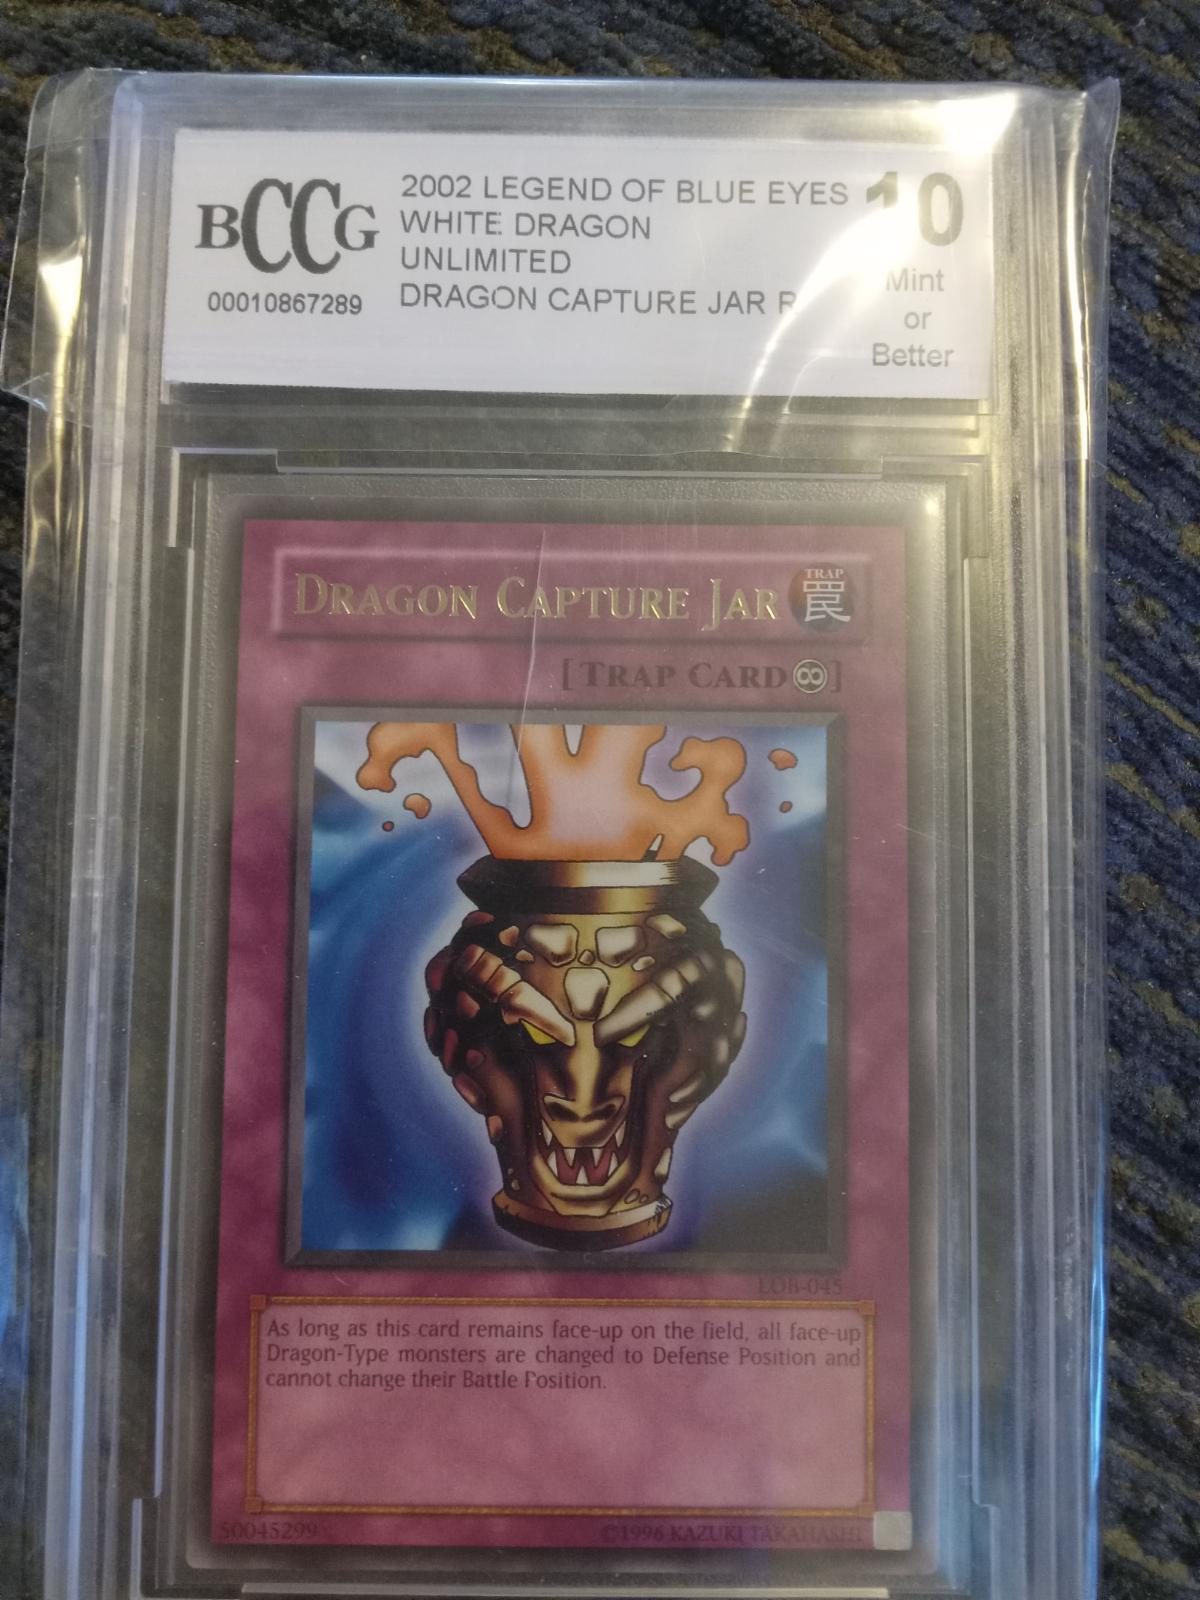 BCCG
00010867289
2002 LEGEND OF BLUE EYES
WHITE DRAGON
UNLIMITED
DRAGON CAPTURE JAR
10
Mint
or
Better
DRAGON CAPTURE JAR
TRAP
罠
[TRAP CARD]
LOB-045
As long as this card remains face-up on the field, all face-up
Dragon-Type monsters are changed to Defense Position and
cannot change their Battle Position.
50045299
©1996 KAZUKI TAKAHASHI